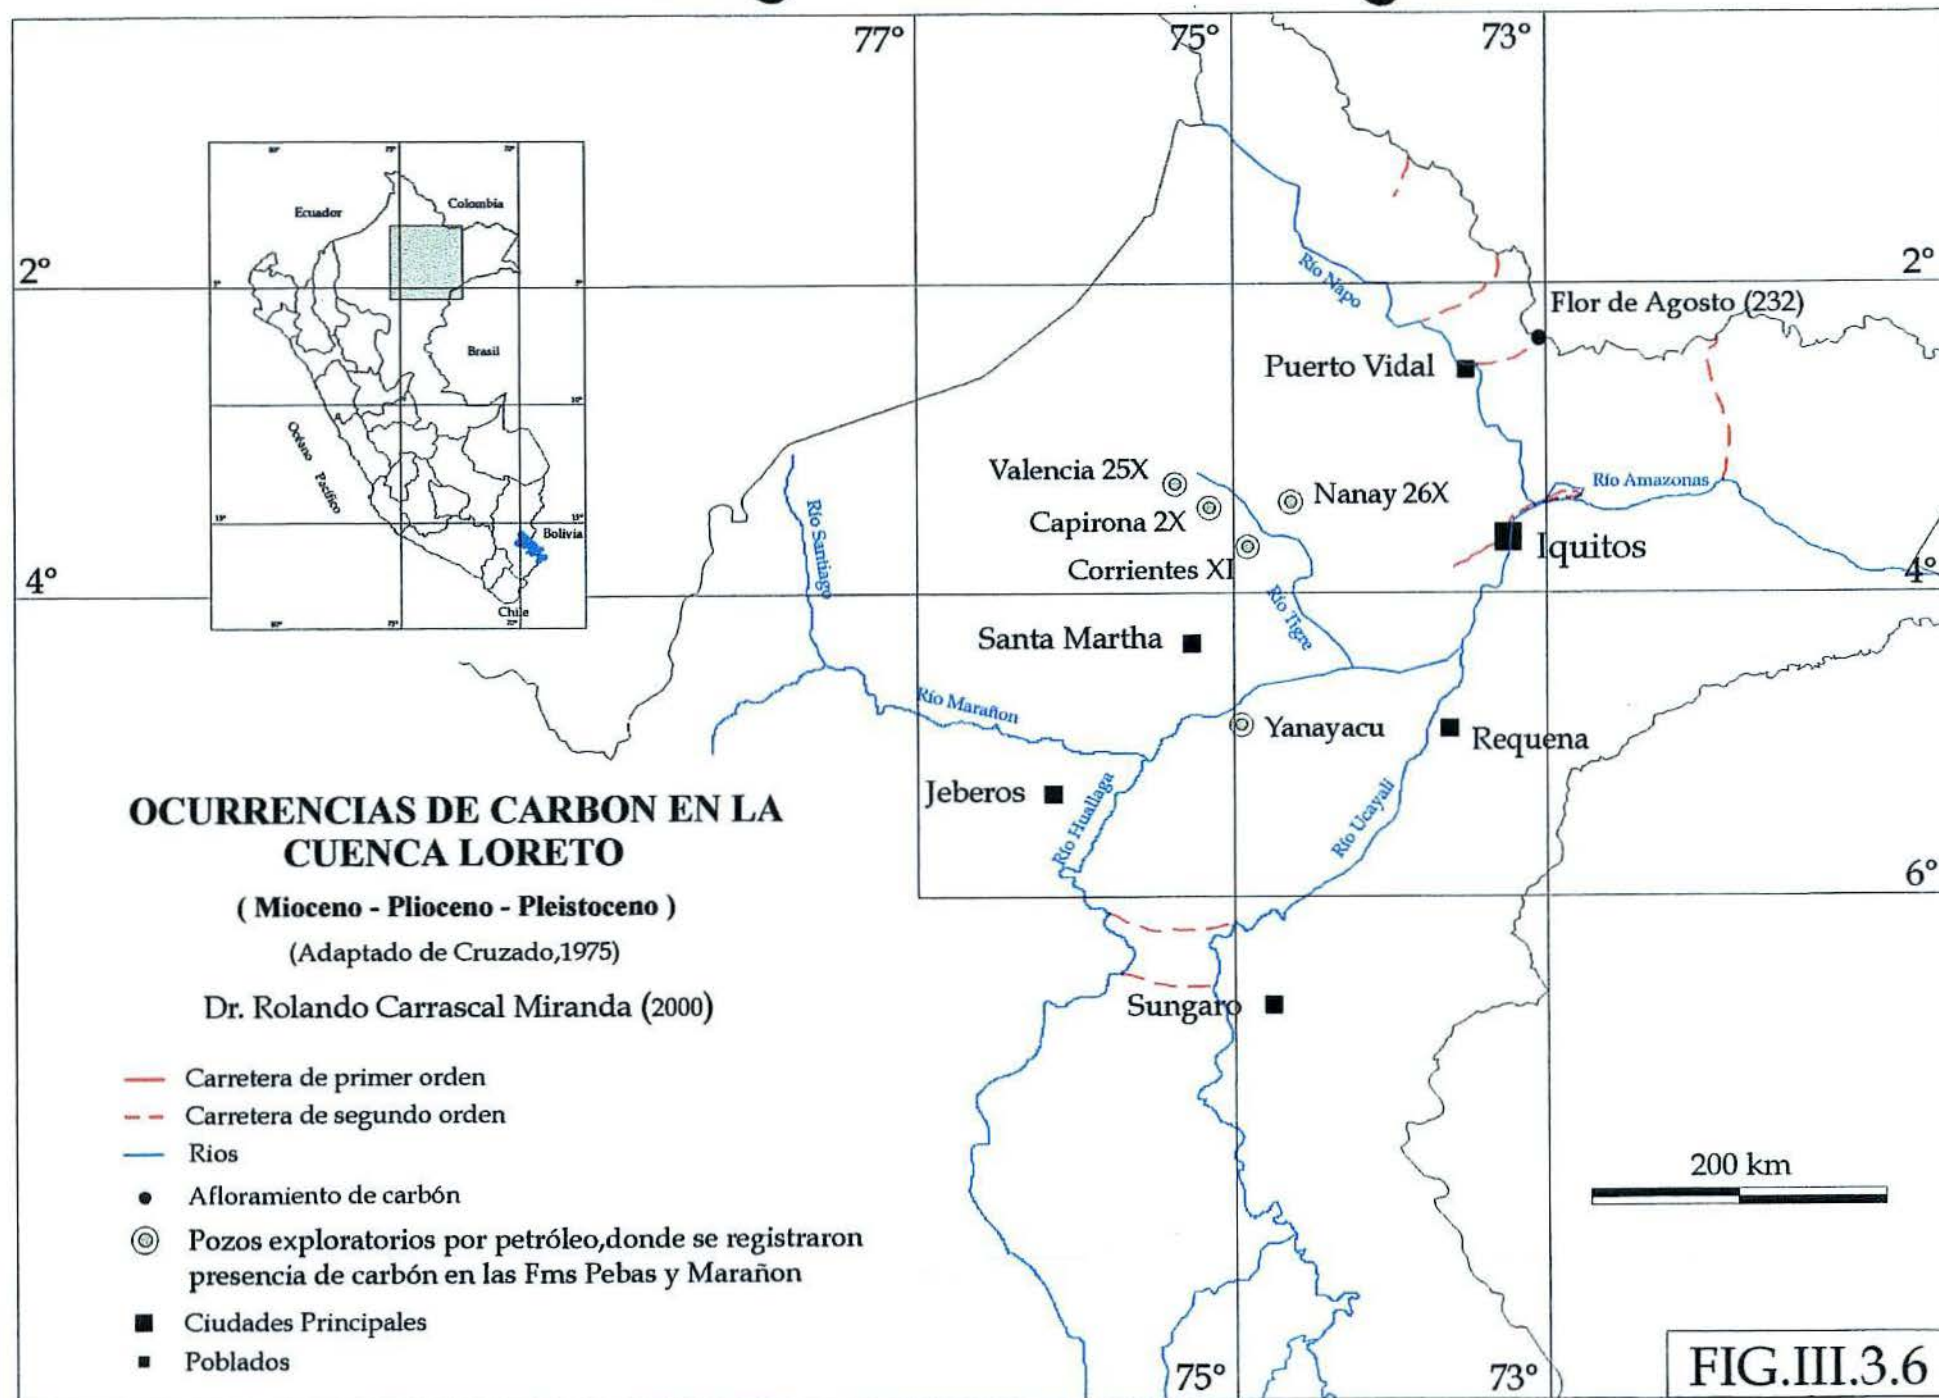 77°
75°
73°
2°
2°
4°
4°
6°
75°
73°
Ecuador
Colombia
Brasil
Bolivia
Chile
Océano Pacífico
Río Napo
Flor de Agosto (232)
Puerto Vidal
Valencia 25X
Capirona 2X
Corrientes XI
Nanay 26X
Río Amazonas
Iquitos
Río Santiago
Río Tigre
Santa Martha
Río Marañon
Yanayacu
Requena
Jeberos
Río Huallaga
Río Ucayali
Sungaro
OCURRENCIAS DE CARBON EN LA
CUENCA LORETO
( Mioceno - Plioceno - Pleistoceno )
(Adaptado de Cruzado,1975)
Dr. Rolando Carrascal Miranda (2000)
Carretera de primer orden
Carretera de segundo orden
Rios
Afloramiento de carbón
Pozos exploratorios por petróleo,donde se registraron
presencia de carbón en las Fms Pebas y Marañon
Ciudades Principales
Poblados
200 km
FIG.III.3.6